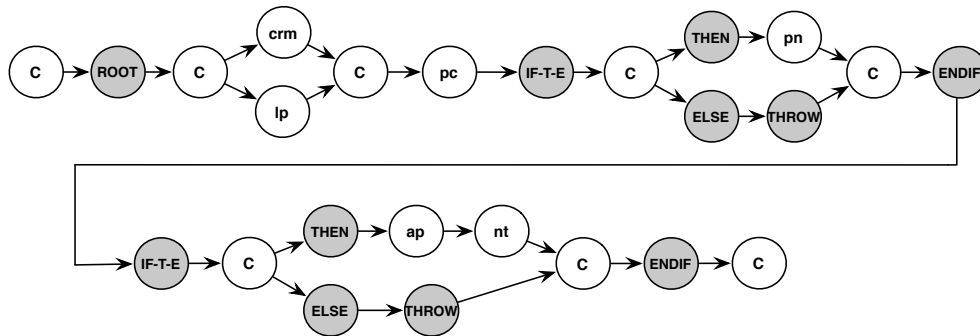 crm
THEN
pn
C
ROOT
C
C
pc
IF-T-E
C
C
ENDIF
lp
ELSE
THROW
THEN
ap
nt
IF-T-E
C
C
ENDIF
C
ELSE
THROW